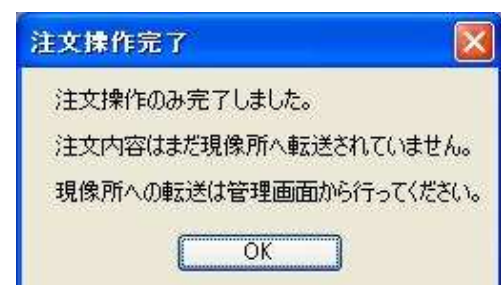 注文操作完了
注文操作のみ完了しました。
注文内容はまだ現像所へ転送されていません。
現像所への転送は管理画面から行ってください。
OK